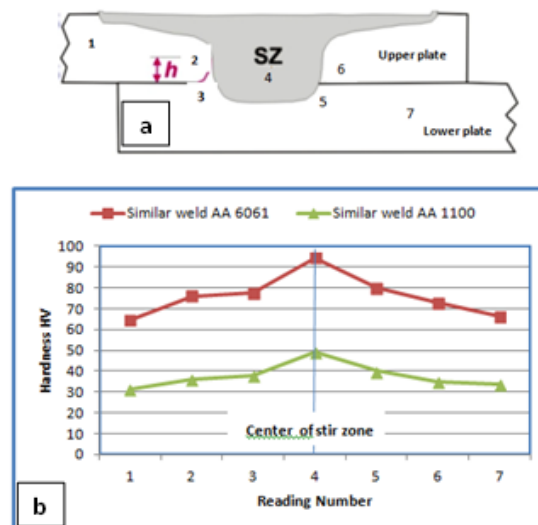 1
2
h
3
SZ
4
6
5
7
Upper plate
Lower plate
a
Similar weld AA 6061
Similar weld AA 1100
Hardness HV
100
90
80
70
60
50
40
30
20
10
0
Center of stir zone
1 2 3 4 5 6 7
Reading Number
b